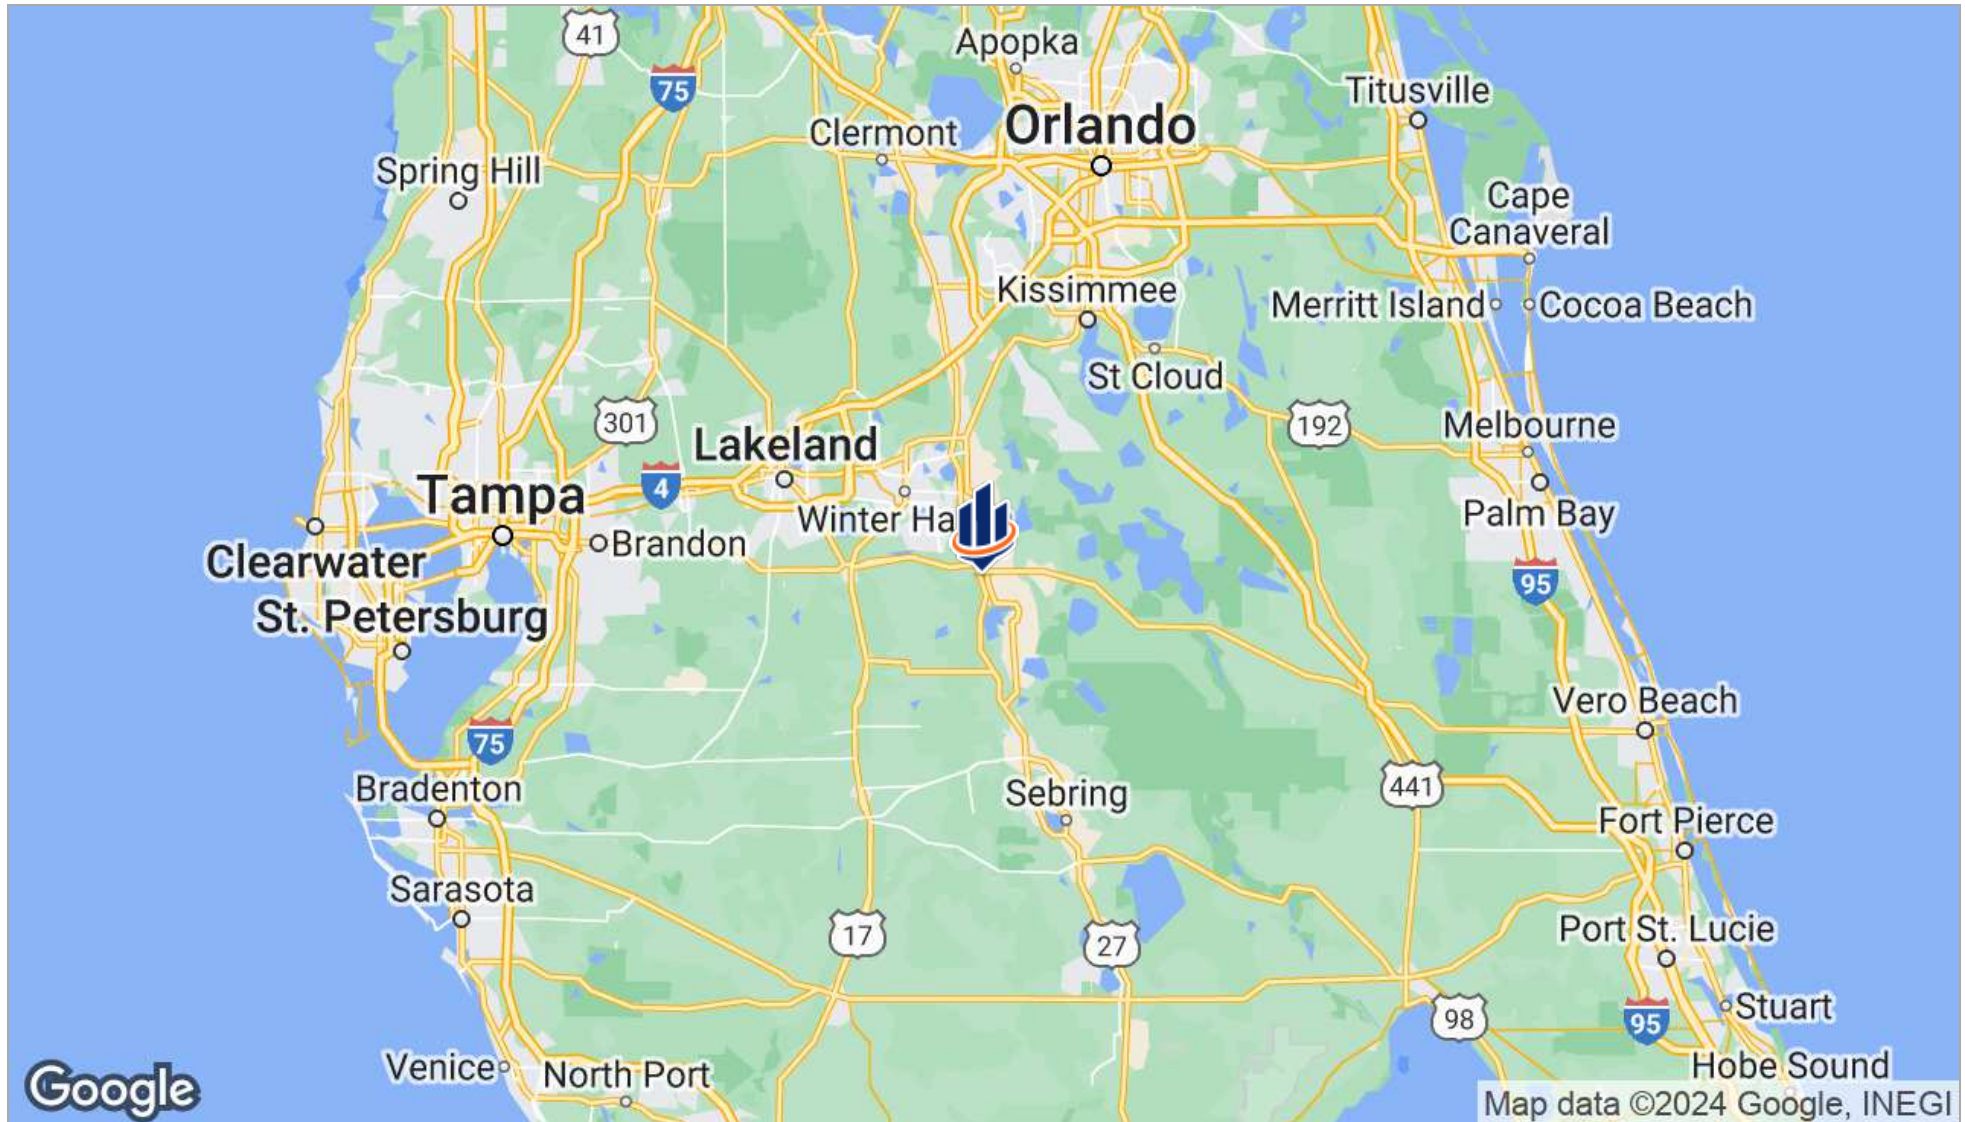 41
Apopka
75
Titusville
Orlando
Clermont
Spring Hill
Cape
Canaveral
Kissimmee
Merritt Island
Cocoa Beach
St Cloud
301
192
Melbourne
Lakeland
4
Tampa
Winter Ha
Palm Bay
Brandon
Clearwater
95
St. Petersburg
Vero Beach
75
441
Bradenton
Sebring
Fort Pierce
Sarasota
17
27
Port St. Lucie
98
95
Stuart
Venice
North Port
Hobe Sound
Google
Map data ©2024 Google, INEGI